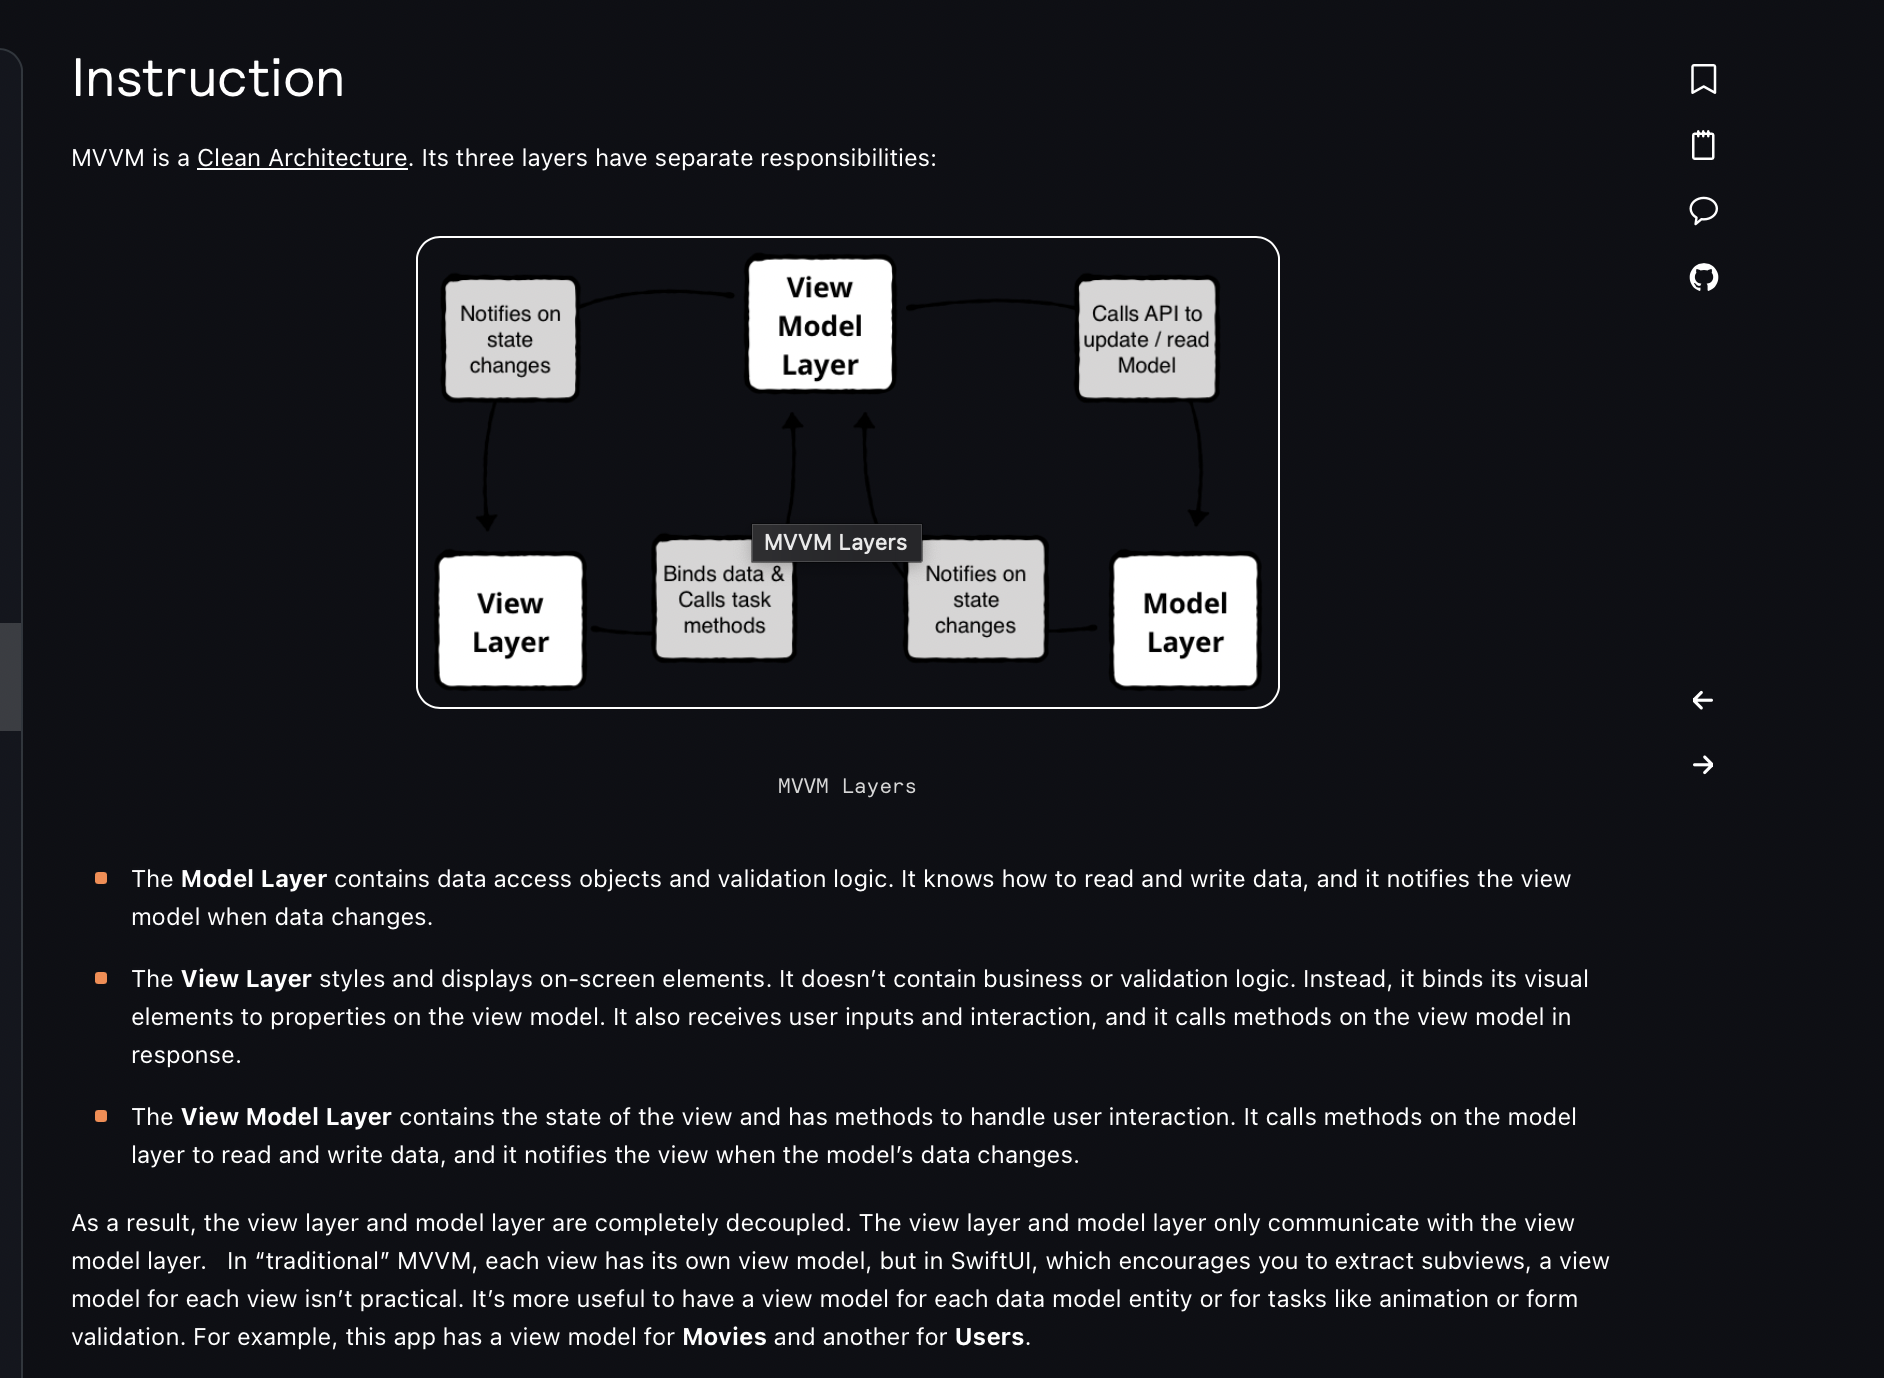 Instruction
MVVM is a Clean Architecture. Its three layers have separate responsibilities:
Notifies on
state
changes
View
Model
Layer
Calls API to
update / read
Model
View
Layer
Binds data &
Calls task
methods
MVVM Layers
Notifies on
state
changes
Model
Layer
MVVM Layers
The Model Layer contains data access objects and validation logic. It knows how to read and write data, and it notifies the view
model when data changes.
The View Layer styles and displays on-screen elements. It doesn’t contain business or validation logic. Instead, it binds its visual
elements to properties on the view model. It also receives user inputs and interaction, and it calls methods on the view model in
response.
The View Model Layer contains the state of the view and has methods to handle user interaction. It calls methods on the model
layer to read and write data, and it notifies the view when the model’s data changes.
As a result, the view layer and model layer are completely decoupled. The view layer and model layer only communicate with the view
model layer.   In “traditional” MVVM, each view has its own view model, but in SwiftUI, which encourages you to extract subviews, a view
model for each view isn’t practical. It’s more useful to have a view model for each data model entity or for tasks like animation or form
validation. For example, this app has a view model for Movies and another for Users.